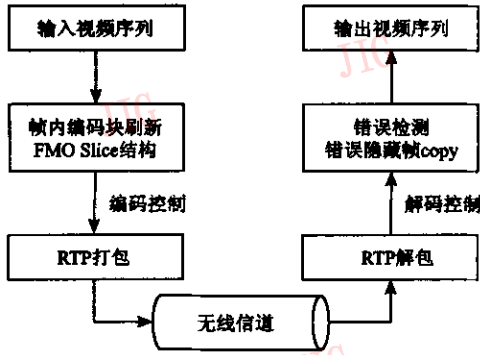 输入视频序列
输出视频序列
JIG
JIG
帧内编码块刷新
FMO Slice结构
错误检测
错误隐藏帧copy
编码控制
解码控制
RTP打包
RTP解包
无线信道